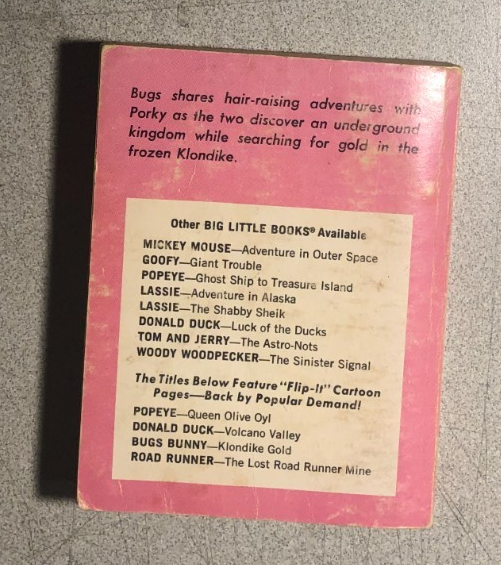 Bugs shares hair-raising adventures with
Porky as the two discover an underground
kingdom while searching for gold in the
frozen Klondike.
Other BIG LITTLE BOOKS® Available
MICKEY MOUSE—Adventure in Outer Space
GOOFY—Giant Trouble
POPEYE—Ghost Ship to Treasure Island
LASSIE—Adventure in Alaska
LASSIE—The Shabby Sheik
DONALD DUCK—Luck of the Ducks
TOM AND JERRY—The Astro-Nots
WOODY WOODPECKER—The Sinister Signal
The Titles Below Feature "Flip-It" Cartoon
Pages—Back by Popular Demand!
POPEYE—Queen Olive Oyl
DONALD DUCK—Volcano Valley
BUGS BUNNY—Klondike Gold
ROAD RUNNER—The Lost Road Runner Mine